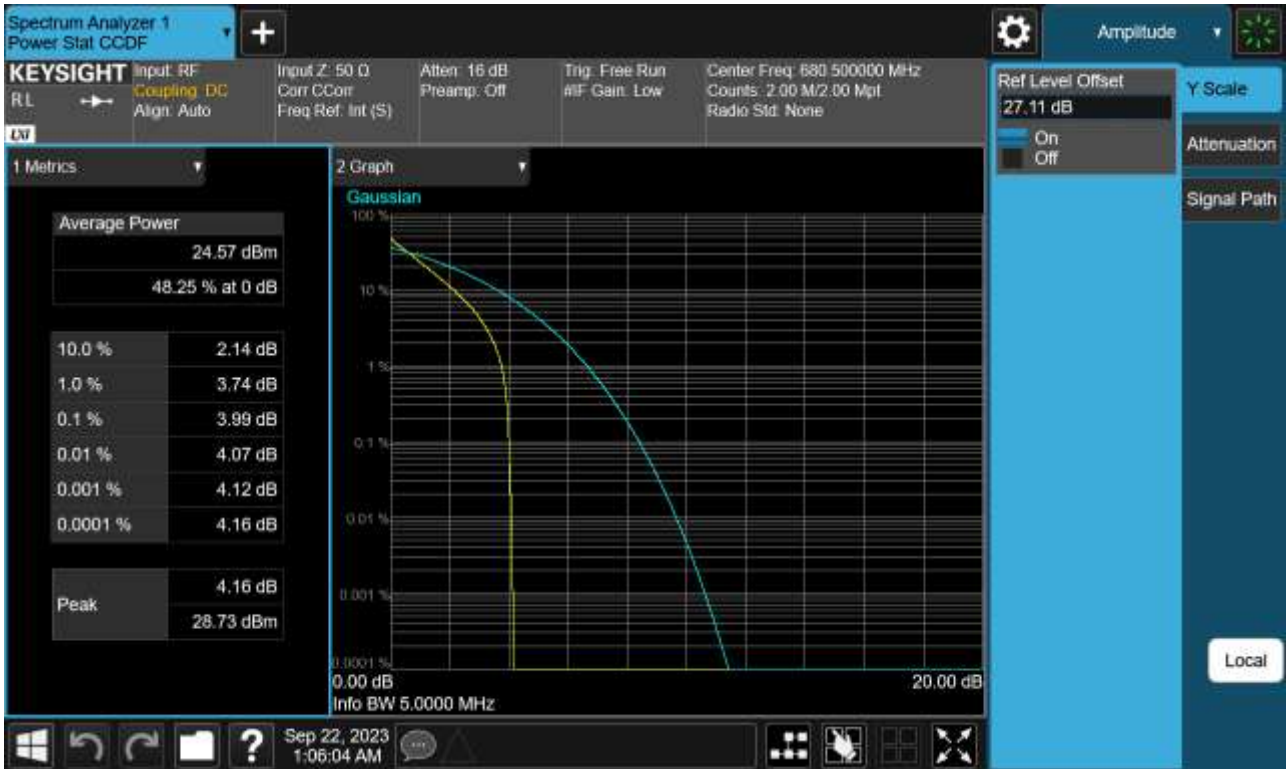 Spectrum Analyzer 1
Power Stat CCDF
+
Amplitude
KEYSIGHT
RL
LXI
Input: RF
Coupling: DC
Align: Auto
Input Z: 50 Ω
Corr CCorr
Freq Ref: Int (S)
Atten: 16 dB
Preamp: Off
Trig: Free Run
#IF Gain: Low
Center Freq: 680.500000 MHz
Counts: 2.00 M/2.00 Mpt
Radio Std: None
Ref Level Offset
27.11 dB
On
Off
Y Scale
Attenuation
Signal Path
Local
1 Metrics
Average Power
24.57 dBm
48.25 % at 0 dB
10.0 % 2.14 dB
1.0 % 3.74 dB
0.1 % 3.99 dB
0.01 % 4.07 dB
0.001 % 4.12 dB
0.0001 % 4.16 dB
Peak
4.16 dB
28.73 dBm
2 Graph
Gaussian
100 %
10 %
1 %
0.1 %
0.01 %
0.001 %
0.0001 %
0.00 dB 20.00 dB
Info BW 5.0000 MHz
?
Sep 22, 2023
1:06:04 AM